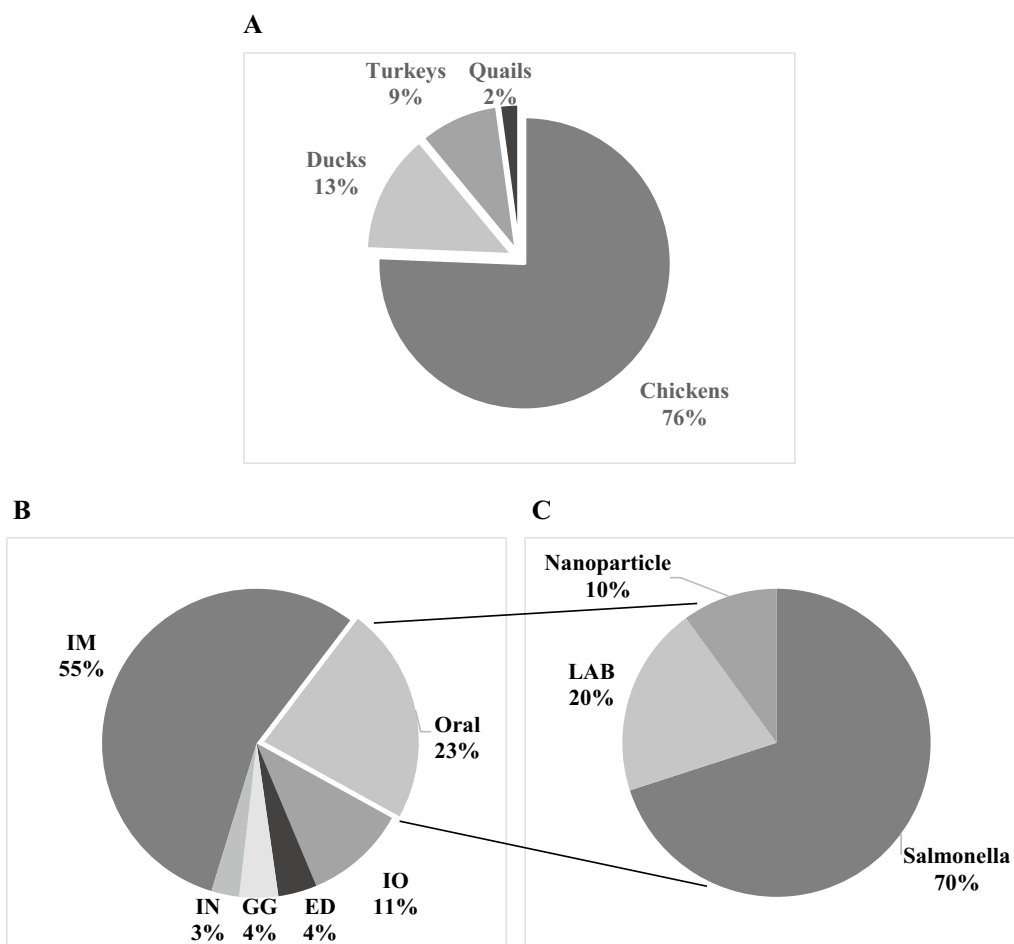 A
Turkeys
9%
Quails
2%
Ducks
13%
Chickens
76%
B
IM
55%
Oral
23%
IO
11%
ED
4%
GG
4%
IN
3%
C
Nanoparticle
10%
LAB
20%
Salmonella
70%